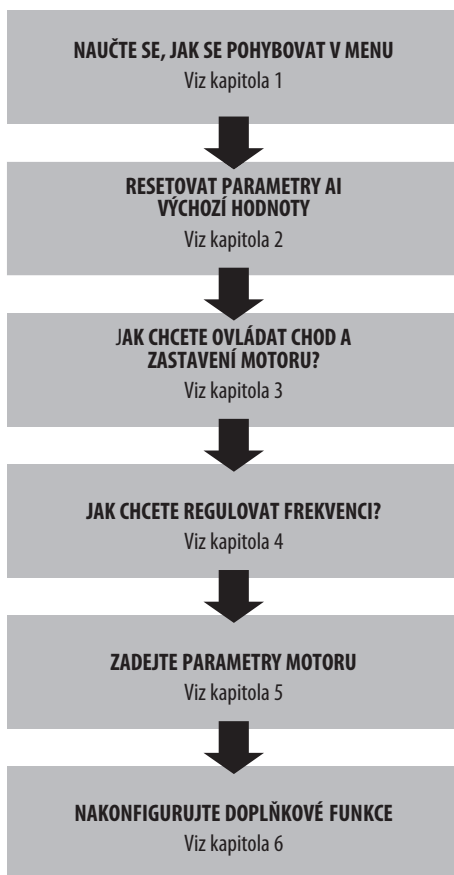 NAUČTE SE, JAK SE POHYBOVAT V MENU
Viz kapitola 1
RESETOVAT PARAMETRY AI
VÝCHOZÍ HODNOTY
Viz kapitola 2
JAK CHCETE OVLÁDAT CHOD A
ZASTAVENÍ MOTORU?
Viz kapitola 3
JAK CHCETE REGULOVAT FREKVENCI?
Viz kapitola 4
ZADEJTE PARAMETRY MOTORU
Viz kapitola 5
NAKONFIGURUJTE DOPLŇKOVÉ FUNKCE
Viz kapitola 6